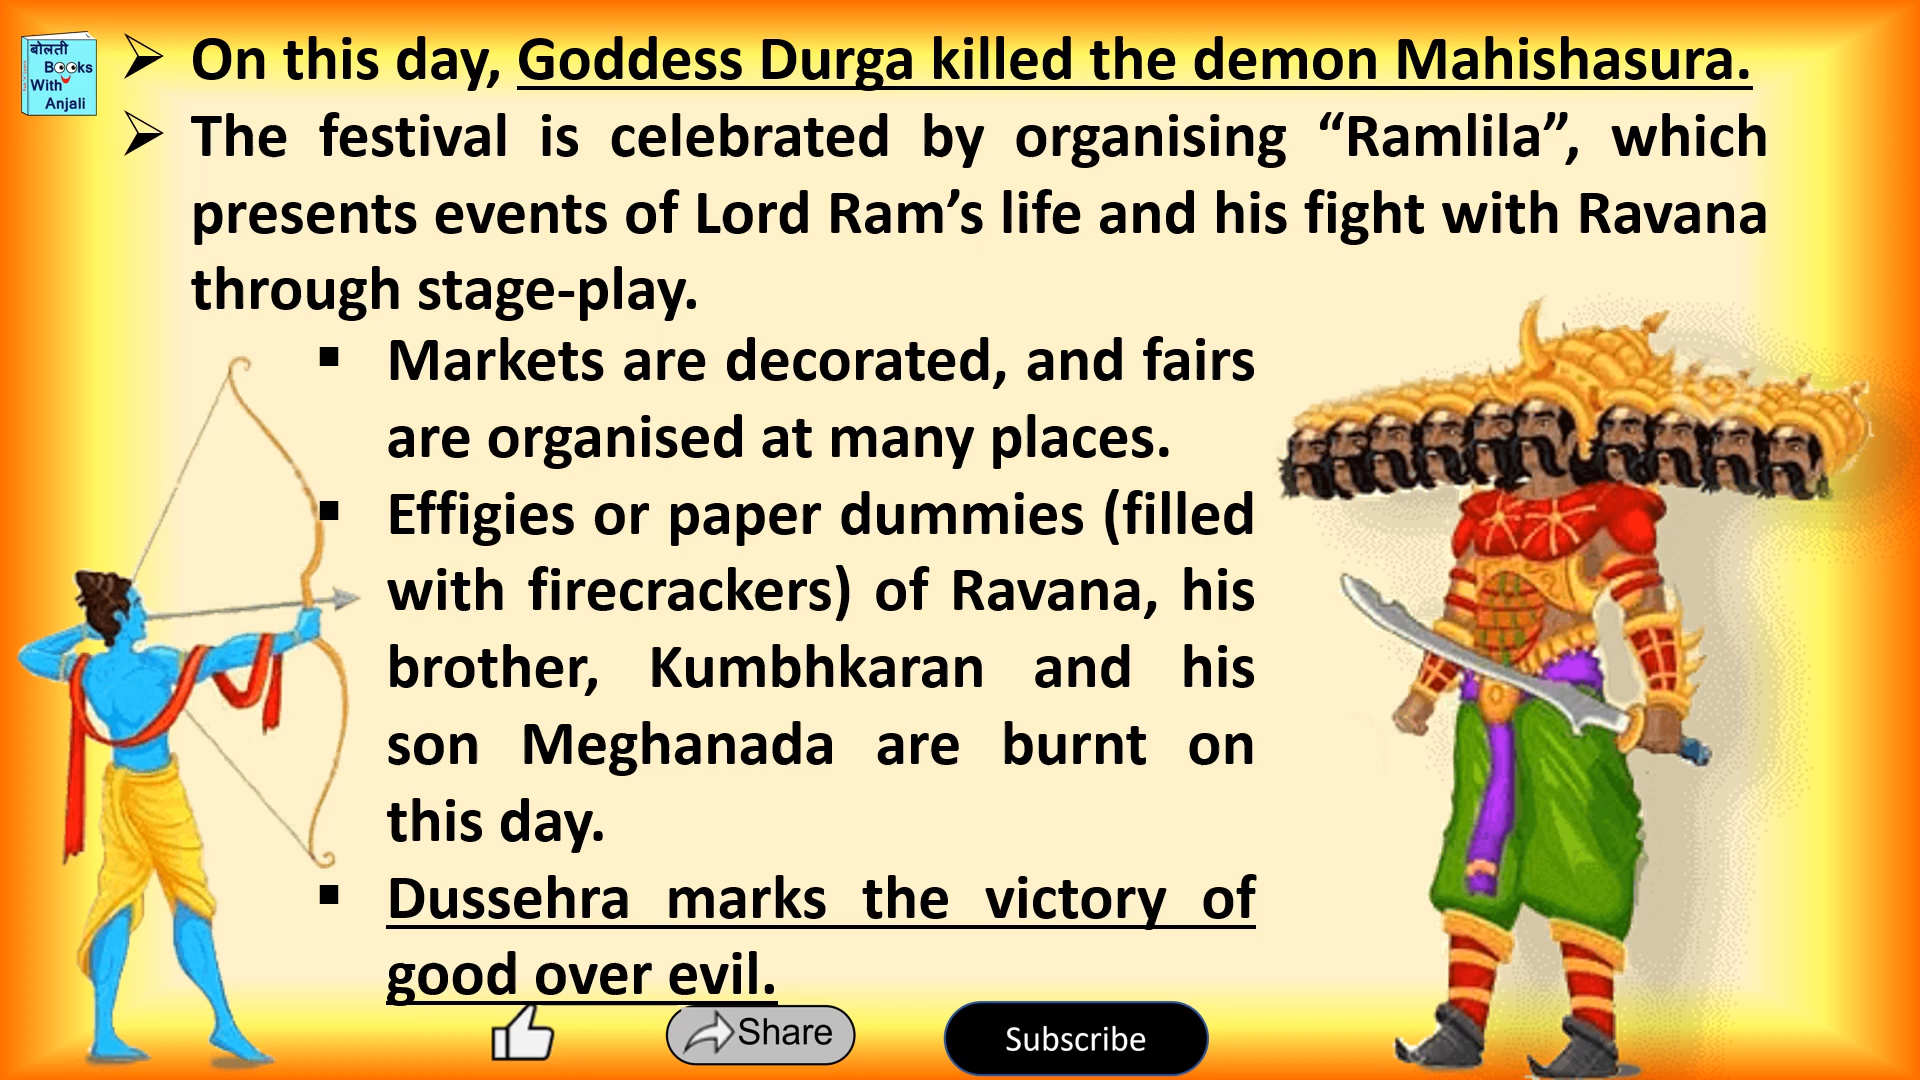 बोलती
Books
With
Anjali
On this day, Goddess Durga killed the demon Mahishasura.
The festival is celebrated by organising “Ramlila”, which
presents events of Lord Ram’s life and his fight with Ravana
through stage-play.
Markets are decorated, and fairs
are organised at many places.
Effigies or paper dummies (filled
with firecrackers) of Ravana, his
brother, Kumbhkaran and his
son Meghanada are burnt on
this day.
Dussehra marks the victory of
good over evil.
Share
Subscribe